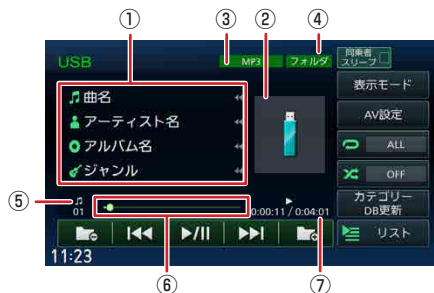 ① ③ ② ④
USB
MP3
フォルダ
同乗者
スリープ
曲名
アーティスト名
アルバム名
ジャンル
表示モード
AV設定
ALL
OFF
カテゴリー
DB更新
リスト
⑤
01
0:00:11 / 0:04:01
11:23
⑥ ⑦